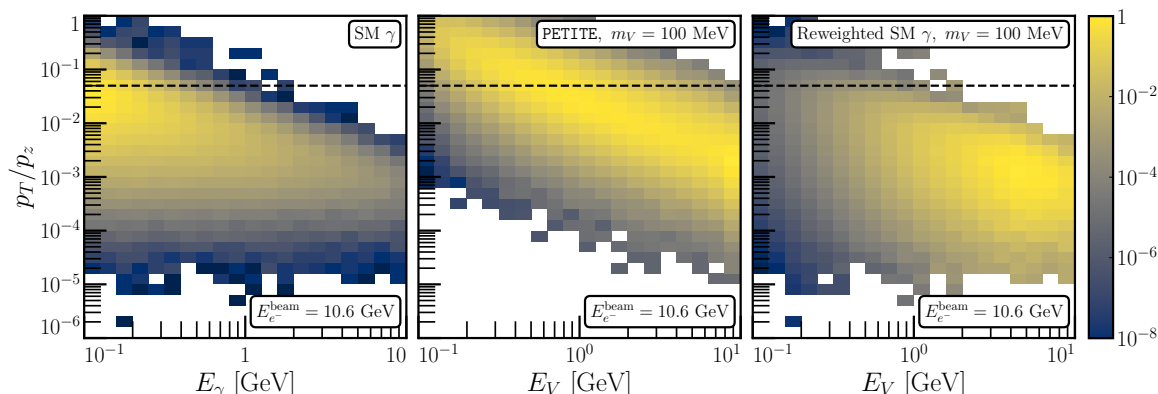 SM γ
PETITE, m_V = 100 MeV
Reweighted SM γ, m_V = 100 MeV
p_T/p_z
1
10^{-1}
10^{-2}
10^{-3}
10^{-4}
10^{-5}
10^{-6}
E_{e^-}^{beam} = 10.6 GeV
E_{e^-}^{beam} = 10.6 GeV
E_{e^-}^{beam} = 10.6 GeV
10^{-1} 1 10
10^{-1} 10^0 10^1
10^{-1} 10^0 10^1
E_γ [GeV]
E_V [GeV]
E_V [GeV]
1
10^{-2}
10^{-4}
10^{-6}
10^{-8}